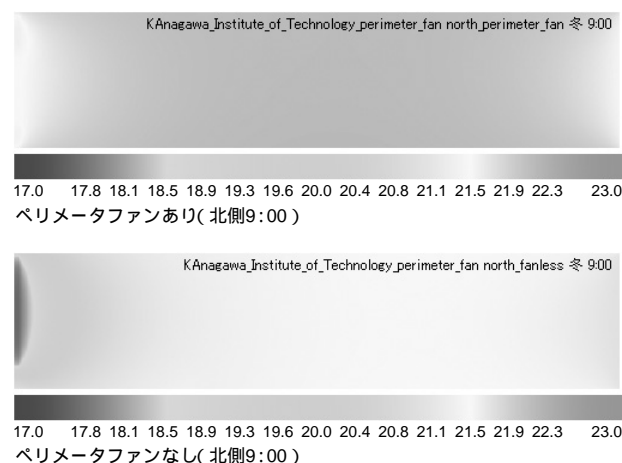 KAnagawa_Institute_of_Technology_perimeter_fan north_perimeter_fan 冬 9:00
17.0 17.8 18.1 18.5 18.9 19.3 19.6 20.0 20.4 20.8 21.1 21.5 21.9 22.3 23.0
ペリメータファンあり( 北側9:00 )
KAnagawa_Institute_of_Technology_perimeter_fan north_fanless 冬 9:00
17.0 17.8 18.1 18.5 18.9 19.3 19.6 20.0 20.4 20.8 21.1 21.5 21.9 22.3 23.0
ペリメータファンなし( 北側9:00 )